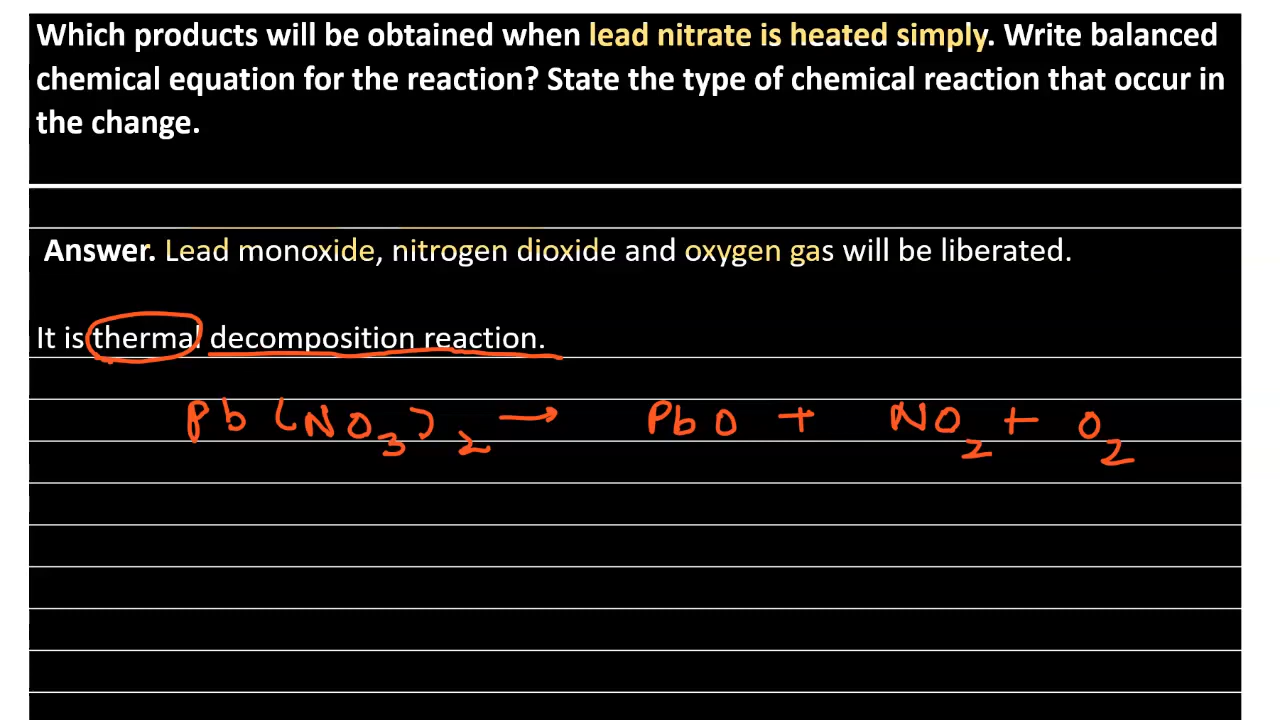 Which products will be obtained when lead nitrate is heated simply. Write balanced
chemical equation for the reaction? State the type of chemical reaction that occur in
the change.
Answer. Lead monoxide, nitrogen dioxide and oxygen gas will be liberated.
It is thermal decomposition reaction.
Pb(NO₃)₂ → PbO + NO₂ + O₂